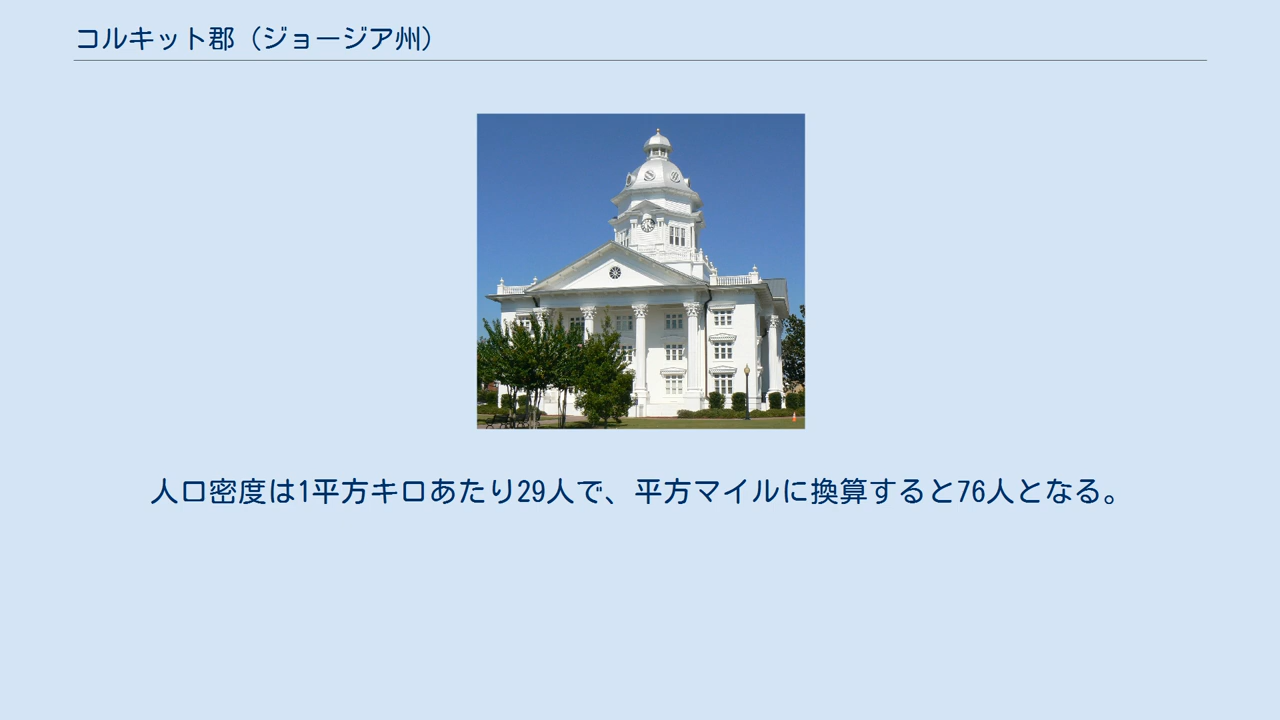 コルキット郡（ジョージア州）
人口密度は1平方キロあたり29人で、平方マイルに換算すると76人となる。